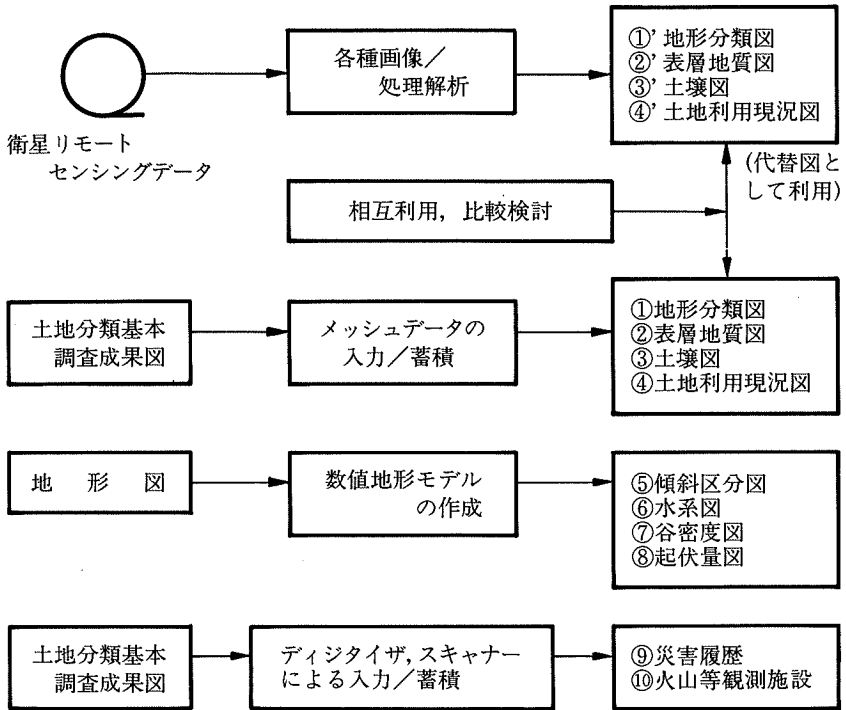 衛星リモート
センシングデータ
各種画像／
処理解析
①’地形分類図
②’表層地質図
③’土壌図
④’土地利用現況図
相互利用，比較検討
(代替図と
して利用)
土地分類基本
調査成果図
メッシュデータの
入力／蓄積
①地形分類図
②表層地質図
③土壌図
④土地利用現況図
地　形　図
数値地形モデル
の作成
⑤傾斜区分図
⑥水系図
⑦谷密度図
⑧起伏量図
土地分類基本
調査成果図
ディジタイザ，スキャナー
による入力／蓄積
⑨災害履歴
⑩火山等観測施設